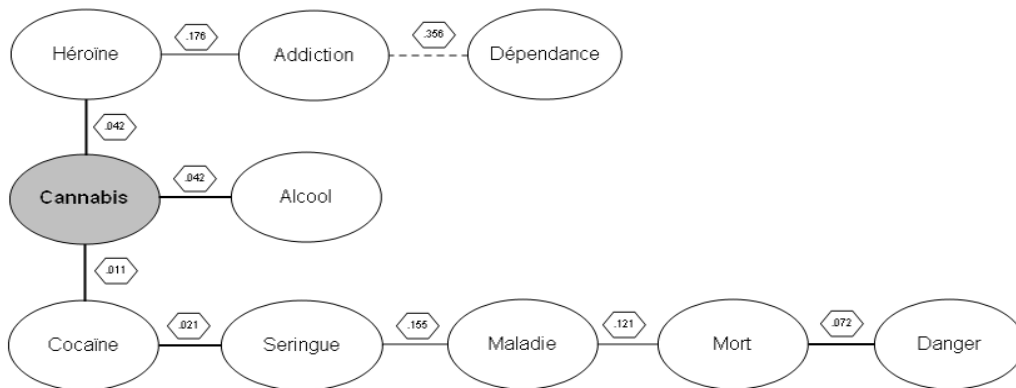 Héroïne .176 Addiction .356 Dépendance
.042
Cannabis .042 Alcool
.011
Cocaïne .021 Seringue .155 Maladie .121 Mort .072 Danger